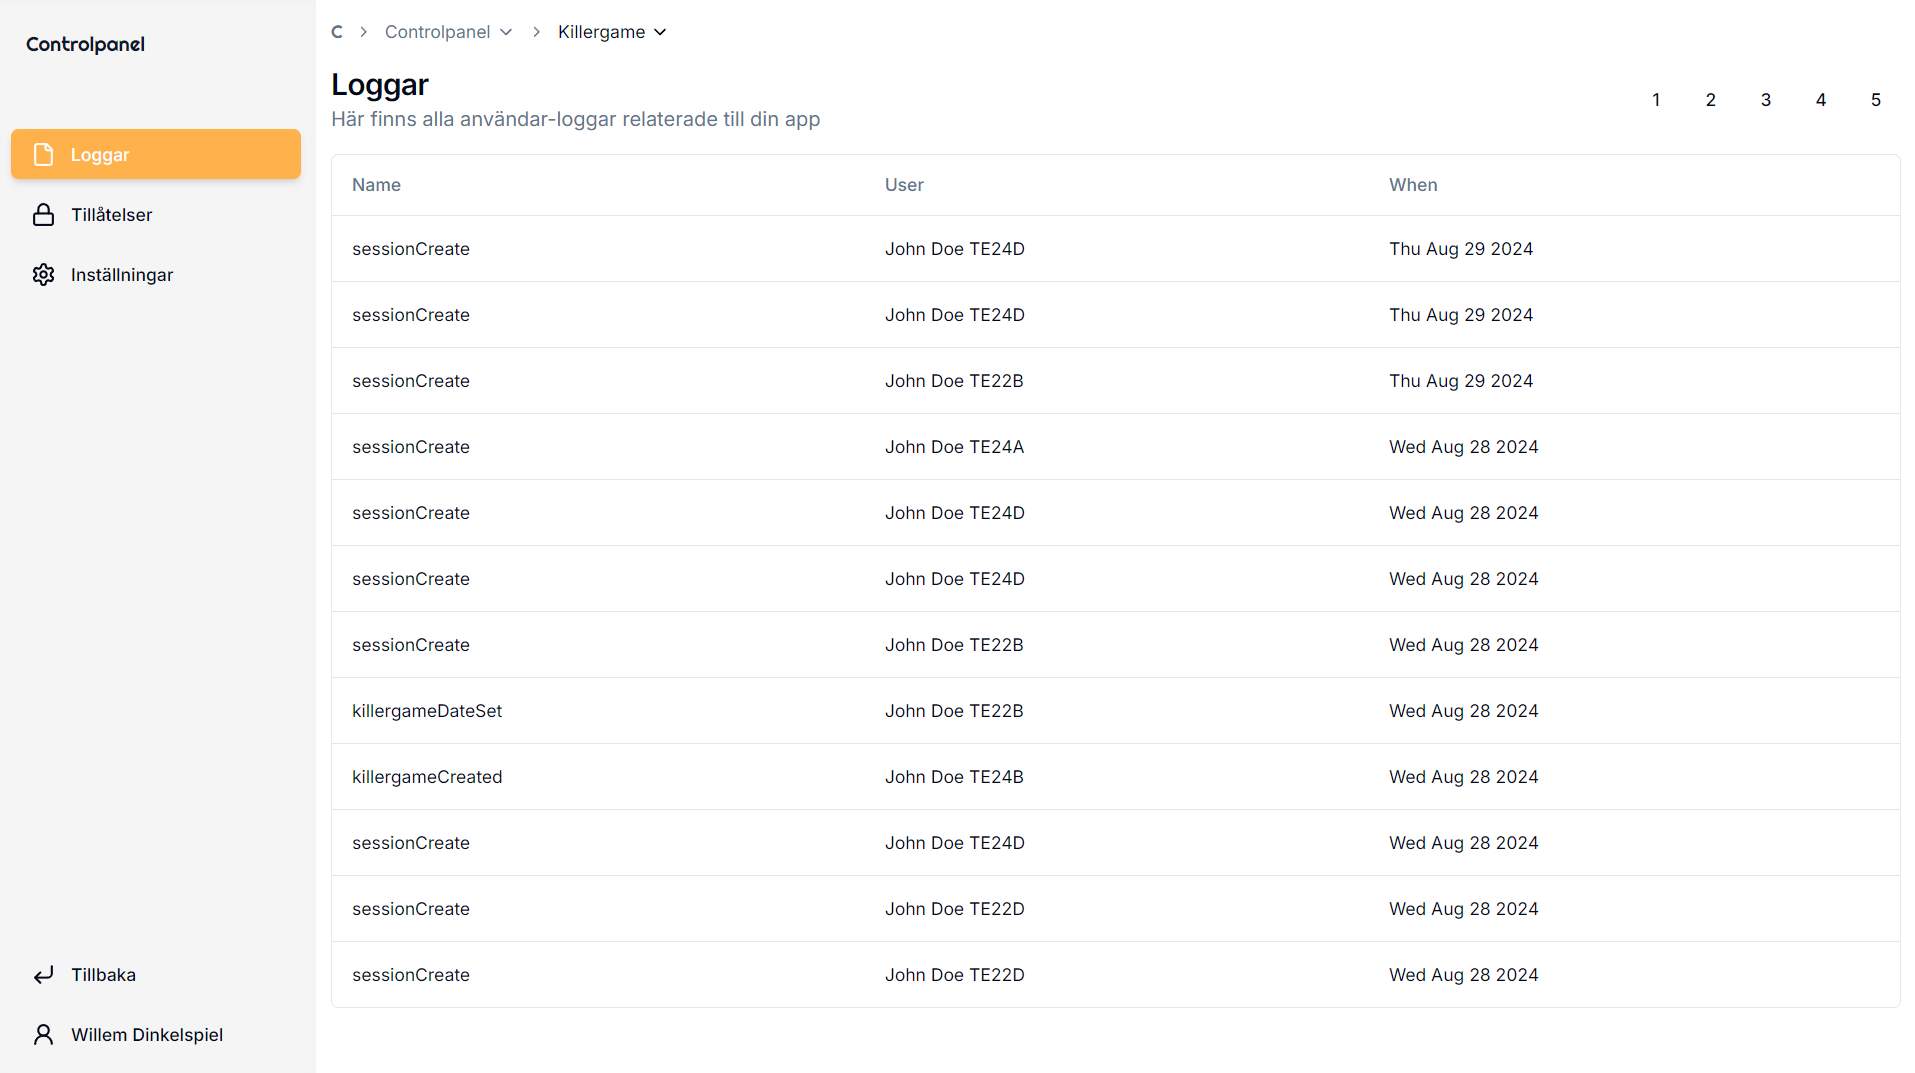 Controlpanel
Loggar
Tillåtelser
Inställningar
Tillbaka
Willem Dinkelspiel
C > Controlpanel > Killergame
Loggar
Här finns alla användar-loggar relaterade till din app
1 2 3 4 5
Name User When
sessionCreate John Doe TE24D Thu Aug 29 2024
sessionCreate John Doe TE24D Thu Aug 29 2024
sessionCreate John Doe TE22B Thu Aug 29 2024
sessionCreate John Doe TE24A Wed Aug 28 2024
sessionCreate John Doe TE24D Wed Aug 28 2024
sessionCreate John Doe TE24D Wed Aug 28 2024
sessionCreate John Doe TE22B Wed Aug 28 2024
killergameDateSet John Doe TE22B Wed Aug 28 2024
killergameCreated John Doe TE24B Wed Aug 28 2024
sessionCreate John Doe TE24D Wed Aug 28 2024
sessionCreate John Doe TE22D Wed Aug 28 2024
sessionCreate John Doe TE22D Wed Aug 28 2024